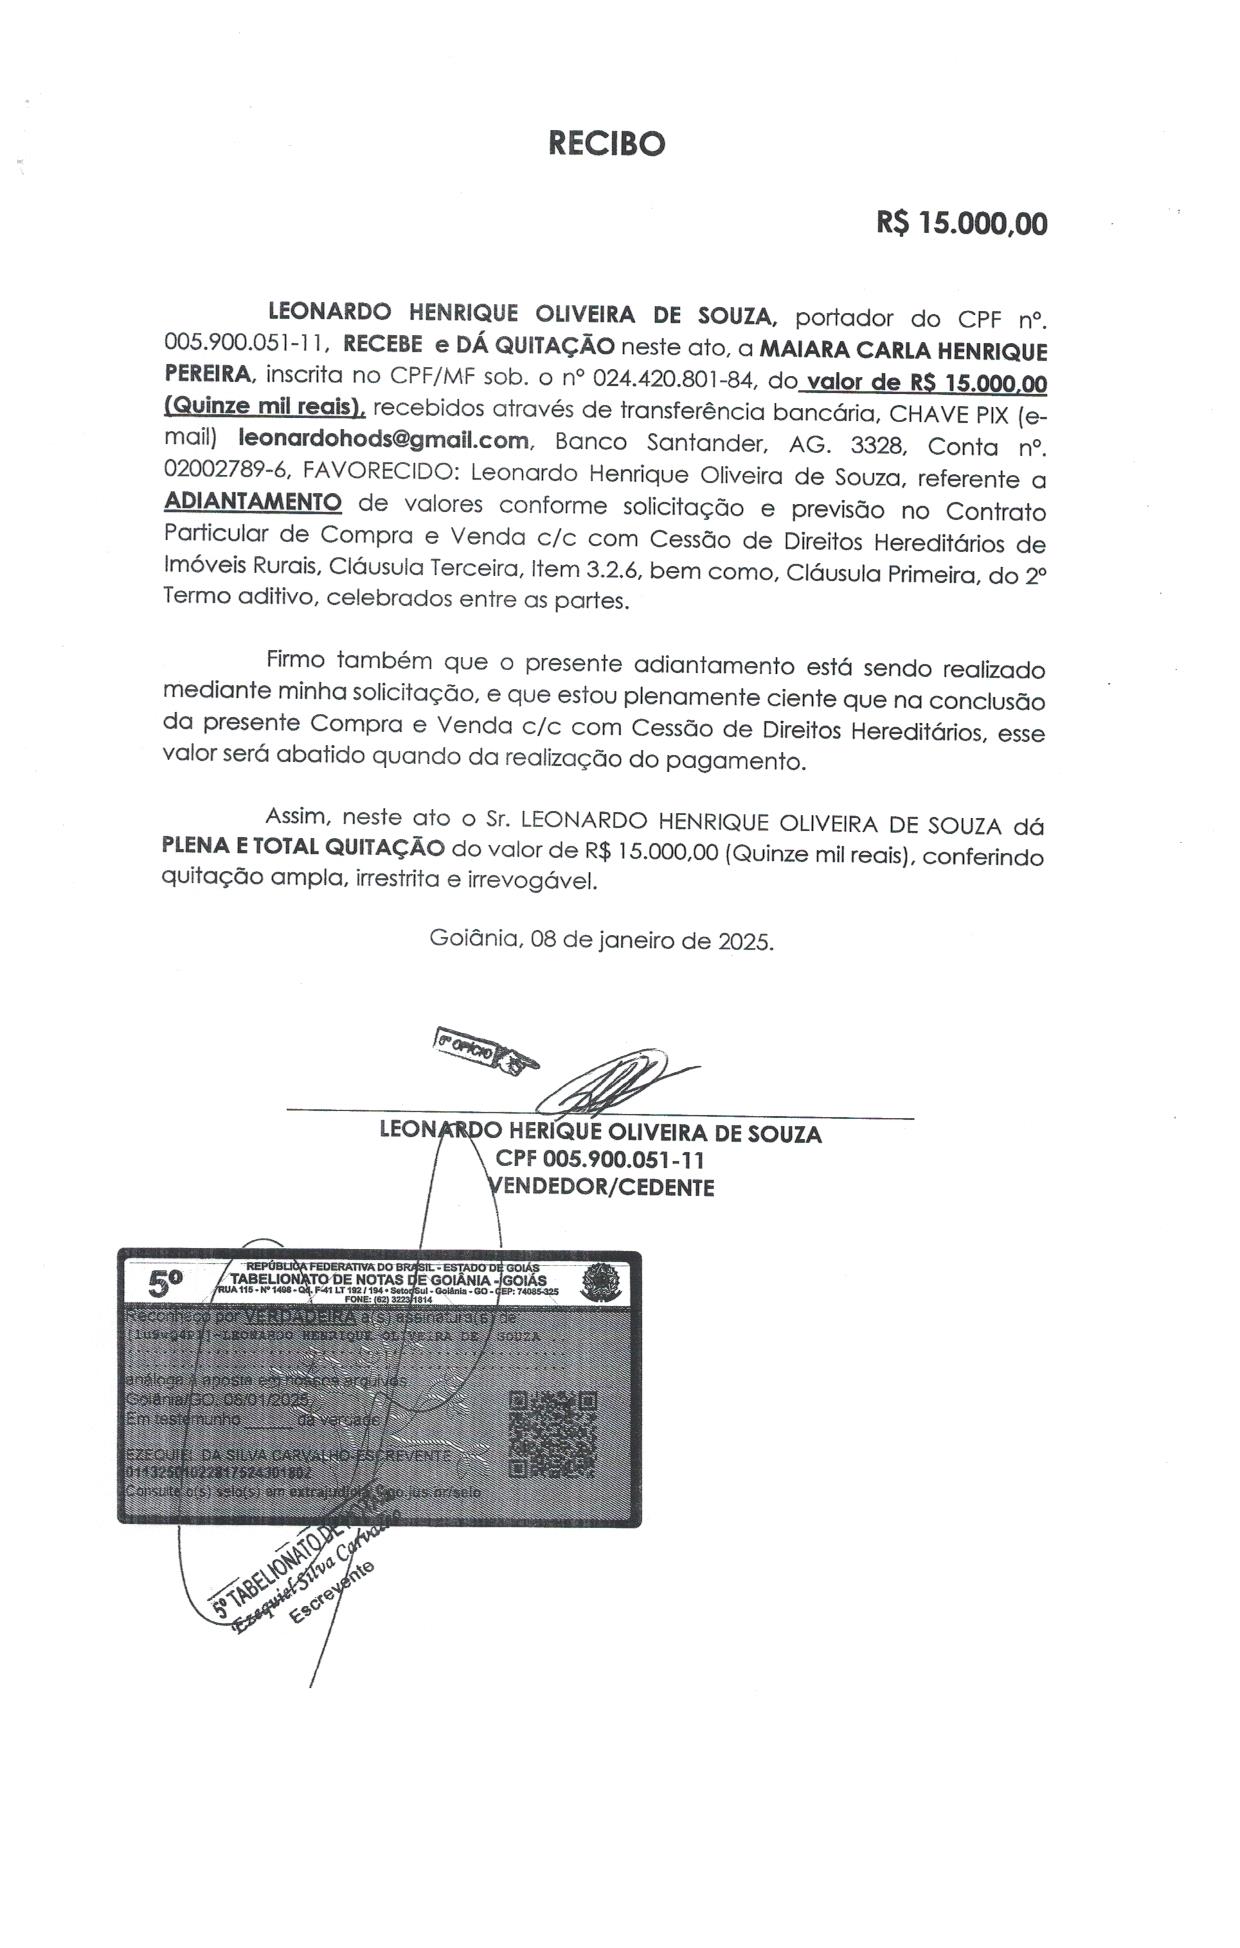 RECIBO
R$ 15.000,00
LEONARDO HENRIQUE OLIVEIRA DE SOUZA, portador do CPF nº.
005.900.051-11, RECEBE e DÁ QUITAÇÃO neste ato, a MAIARA CARLA HENRIQUE
PEREIRA, inscrita no CPF/MF sob. o nº 024.420.801-84, do valor de R$ 15.000,00
(Quinze mil reais), recebidos através de transferência bancária, CHAVE PIX (e-
mail) leonardohods@gmail.com, Banco Santander, AG. 3328, Conta nº.
02002789-6, FAVORECIDO: Leonardo Henrique Oliveira de Souza, referente a
ADIANTAMENTO de valores conforme solicitação e previsão no Contrato
Particular de Compra e Venda c/c com Cessão de Direitos Hereditários de
Imóveis Rurais, Cláusula Terceira, Item 3.2.6, bem como, Cláusula Primeira, do 2º
Termo aditivo, celebrados entre as partes.
Firmo também que o presente adiantamento está sendo realizado
mediante minha solicitação, e que estou plenamente ciente que na conclusão
da presente Compra e Venda c/c com Cessão de Direitos Hereditários, esse
valor será abatido quando da realização do pagamento.
Assim, neste ato o Sr. LEONARDO HENRIQUE OLIVEIRA DE SOUZA dá
PLENA E TOTAL QUITAÇÃO do valor de R$ 15.000,00 (Quinze mil reais), conferindo
quitação ampla, irrestrita e irrevogável.
Goiânia, 08 de janeiro de 2025.
OFÍCIO
LEONARDO HERIQUE OLIVEIRA DE SOUZA
CPF 005.900.051-11
VENDEDOR/CEDENTE
5º
REPÚBLICA FEDERATIVA DO BRASIL - ESTADO DE GOIÁS
TABELIONATO DE NOTAS DE GOIÂNIA - GOIÁS
RUA 115 - Nº 1498 - Qd. F-41 LT 192 / 194 • Setor Sul - Goiânia - GO - CEP: 74085-325
FONE: (62) 3223-1814
Reconheço por VERDADEIRA a(s) assinatura(s) de
LEONARDO HENRIQUE OLIVEIRA DE SOUZA
análoga à aposta em nossos arquivos
Goiânia/GO, /01/2025
Em testemunho ______ da verdade
EZEQUIEL DA SILVA CARVALHO-ESCREVENTE
Consulte o(s) selo(s) em
5º TABELIONATO DE NOTAS
Ezequiel Silva Carvalho
Escrevente